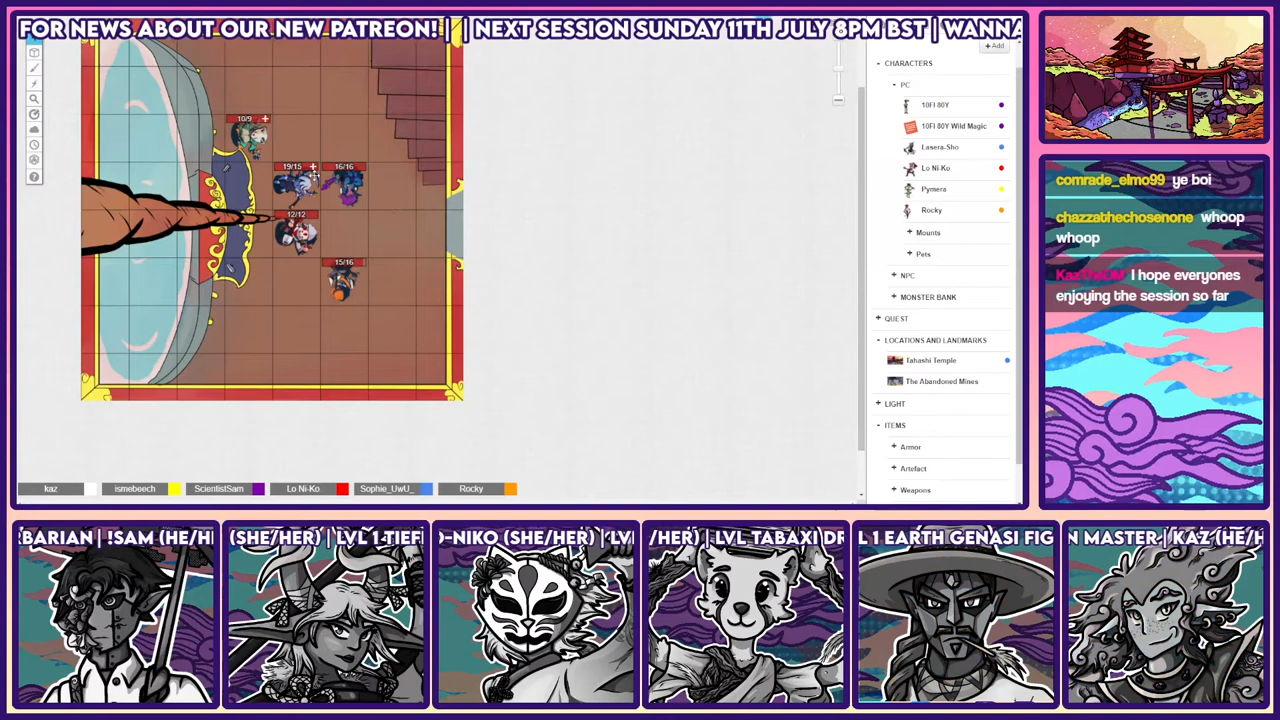 FOR NEWS ABOUT OUR NEW PATREON! | | NEXT SESSION SUNDAY 11TH JULY 8PM BST | WANNA
Add
CHARACTERS
PC
10FI 80Y
10FI 80Y Wild Magic
Lasera-Sho
Lo Ni-Ko
Pymera
Rocky
Mounts
Pets
NPC
MONSTER BANK
QUEST
LOCATIONS AND LANDMARKS
Tahashi Temple
The Abandoned Mines
LIGHT
ITEMS
Armor
Artefact
Weapons
10/9
19/15
16/16
12/12
15/16
kaz
ismebeech
ScientistSam
Lo Ni-Ko
Sophie_UwU_
Rocky
comrade_elmo99 ye boi
chazzathechosenone whoop
whoop
KazTheDM I hope everyones
enjoying the session so far
RBARIAN | !SAM (HE/HI
(SHE/HER) | LVL 1 TIEFL
O-NIKO (SHE/HER) | LVL
/HER) | LVL TABAXI DR
L 1 EARTH GENASI FIG
N MASTER | KAZ (HE/H